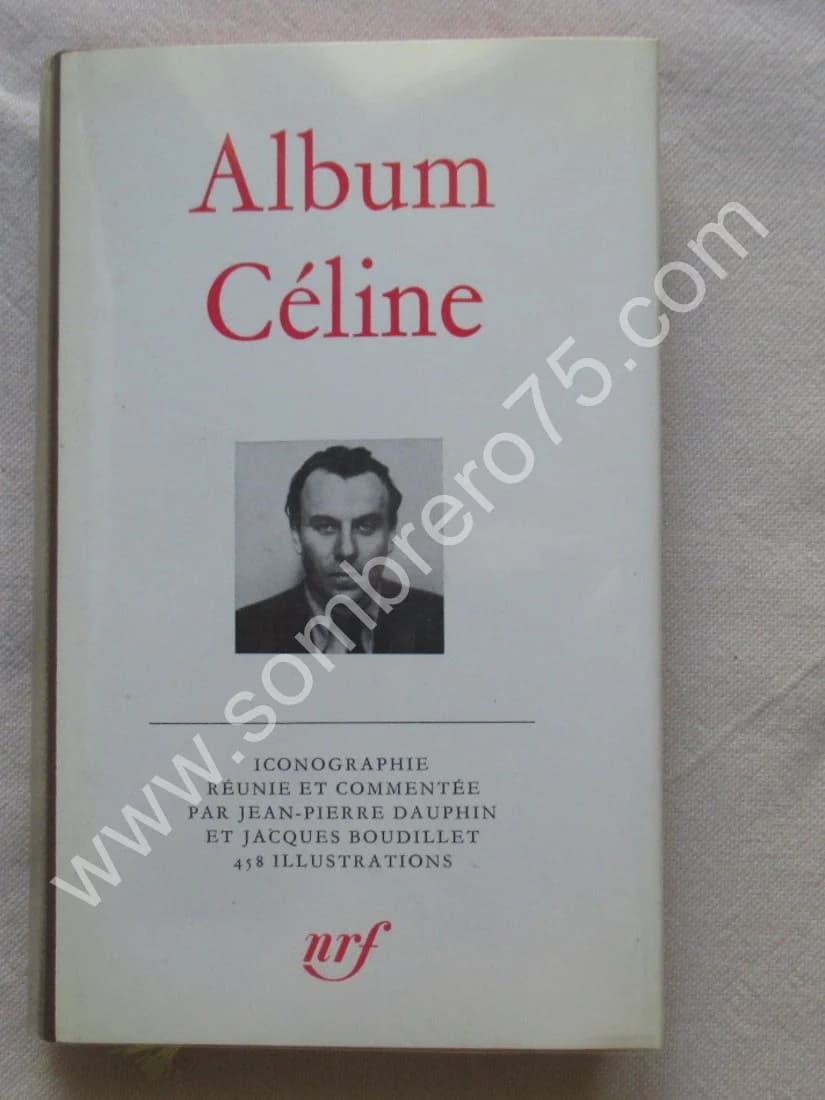 Album
Céline
ICONOGRAPHIE
RÉUNIE ET COMMENTÉE
PAR JEAN-PIERRE DAUPHIN
ET JACQUES BOUDILLET
458 ILLUSTRATIONS
nrf
www.sombrero75.com